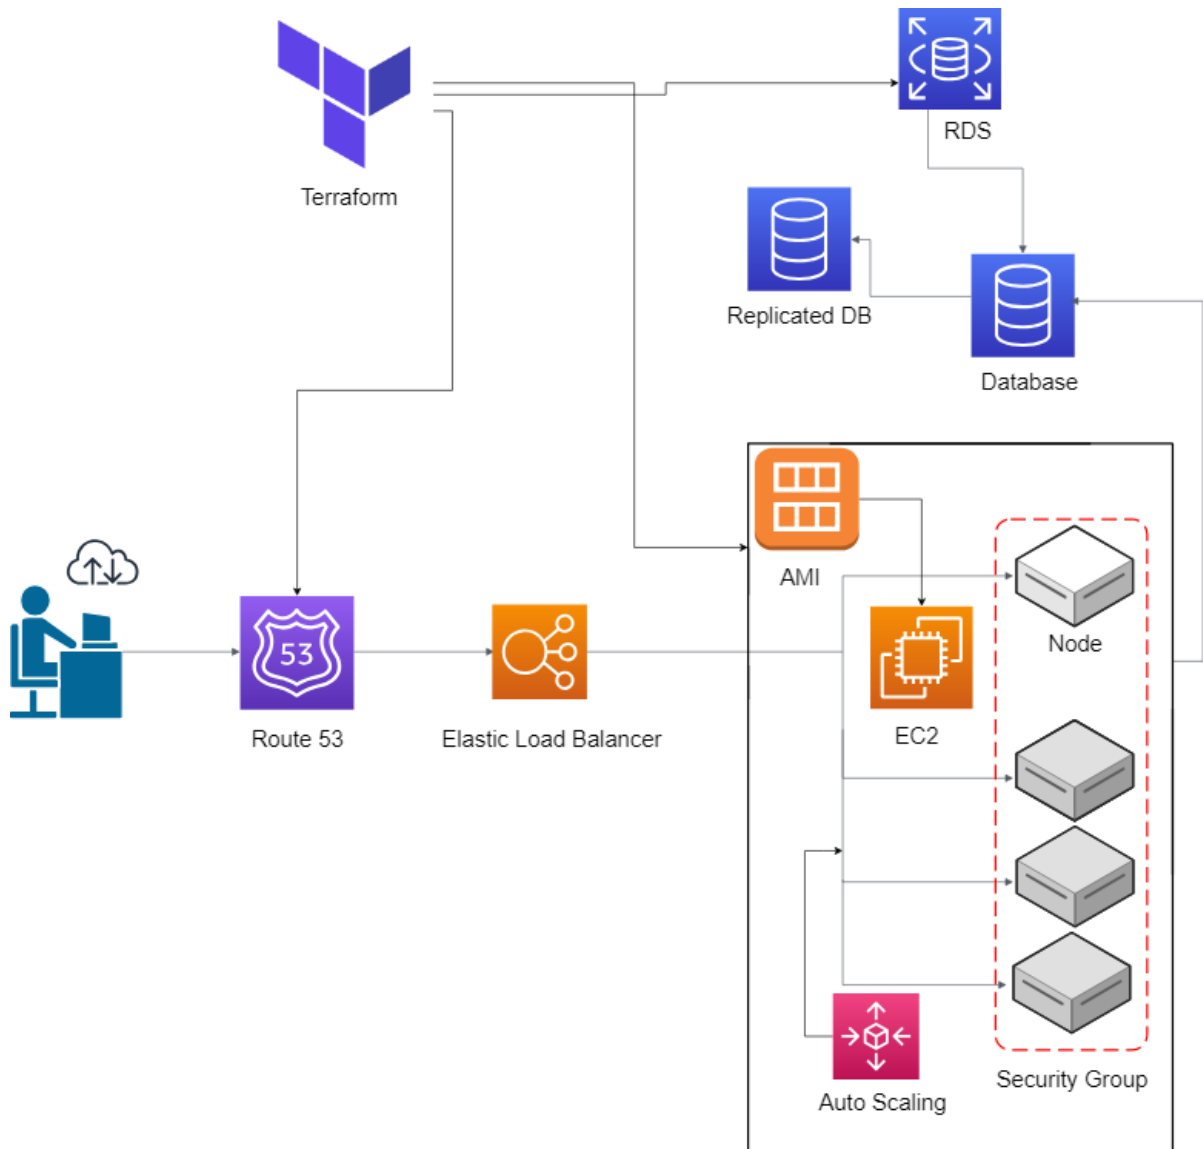 Terraform
RDS
Replicated DB
Database
AMI
Node
53
Route 53
Elastic Load Balancer
EC2
Auto Scaling
Security Group